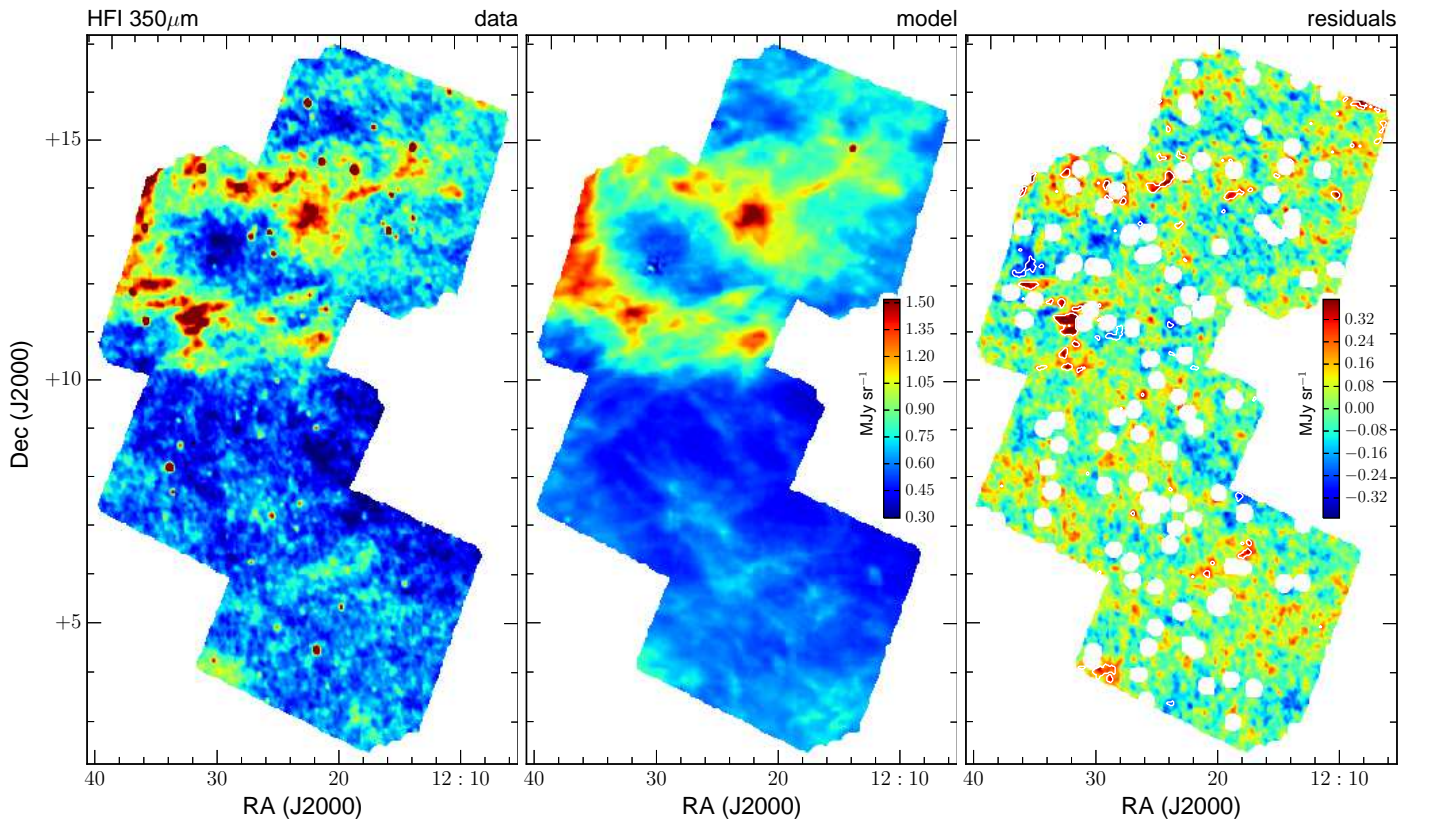 HFI 350μm data
model
residuals
+15
+10
+5
Dec (J2000)
1.50
1.35
1.20
1.05
0.90
0.75
0.60
0.45
0.30
MJy sr⁻¹
0.32
0.24
0.16
0.08
0.00
−0.08
−0.16
−0.24
−0.32
MJy sr⁻¹
40 30 20 12 : 10
40 30 20 12 : 10
40 30 20 12 : 10
RA (J2000)
RA (J2000)
RA (J2000)